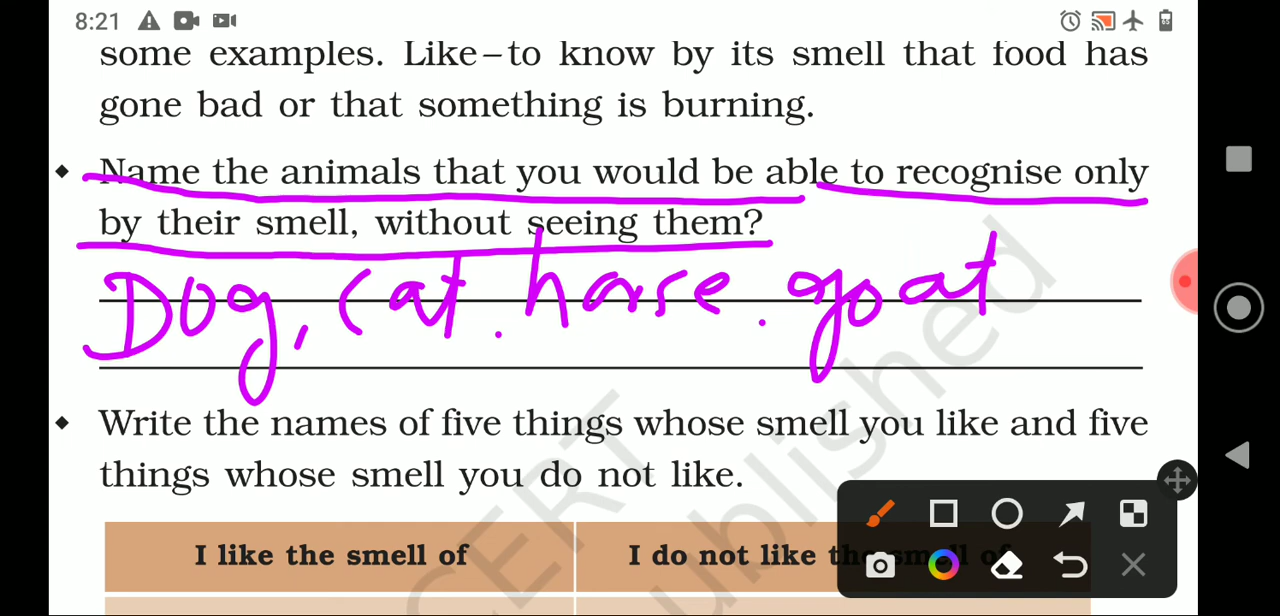 8:21
some examples. Like–to know by its smell that food has
gone bad or that something is burning.
◆ Name the animals that you would be able to recognise only
by their smell, without seeing them?
Dog, cat. horse. goat
◆ Write the names of five things whose smell you like and five
things whose smell you do not like.
I like the smell of
I do not like the smell of